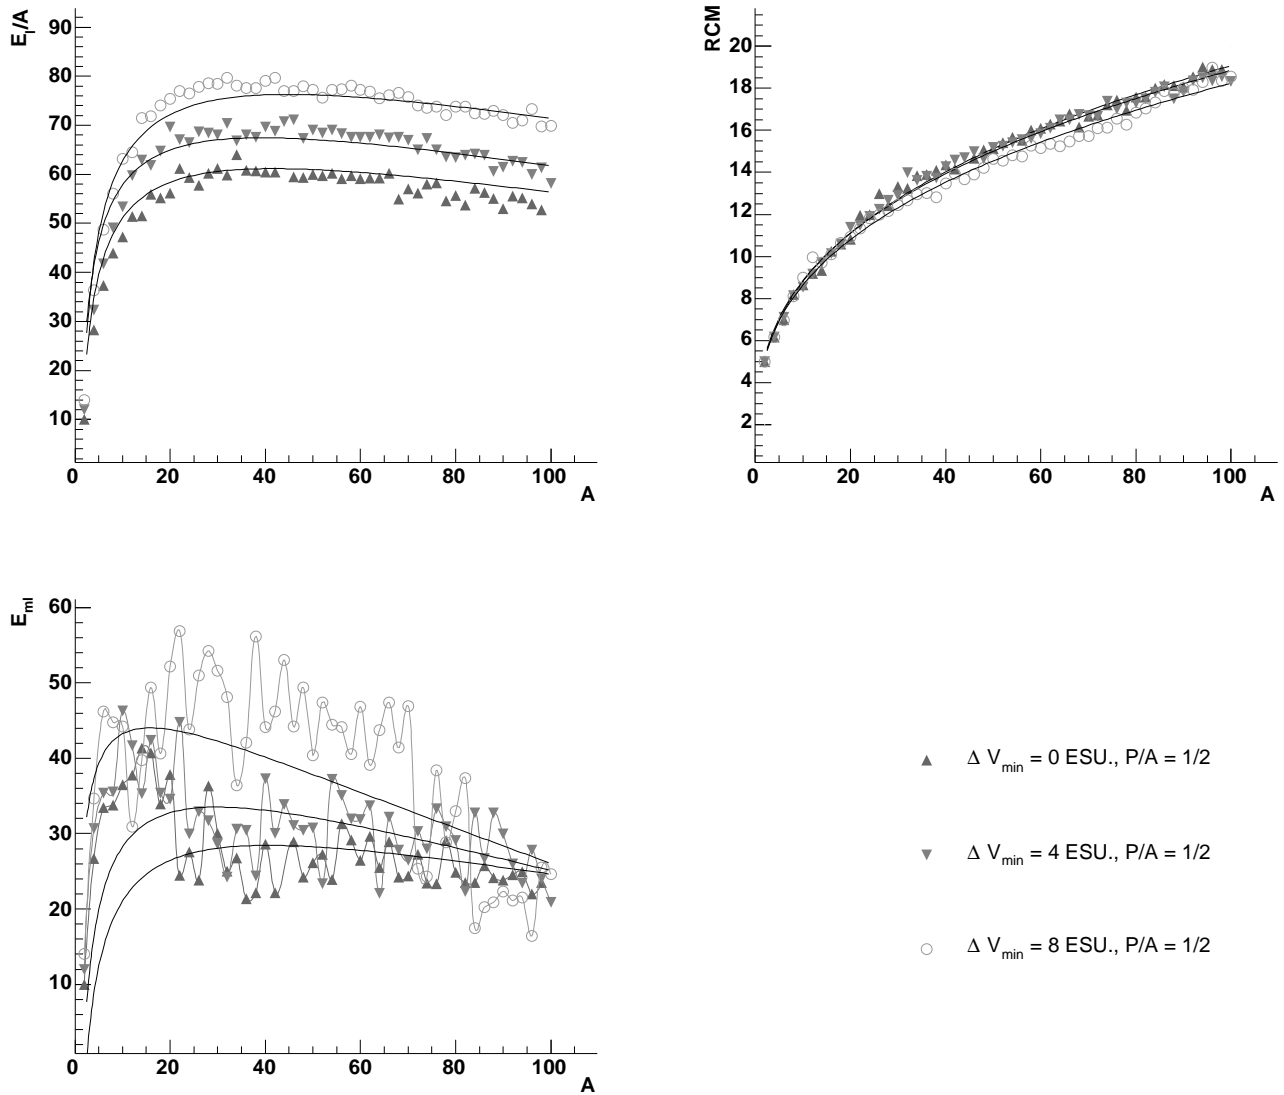 E_l/A
90
80
70
60
50
40
30
20
10
0 20 40 60 80 100
A
RCM
20
18
16
14
12
10
8
6
4
2
0 20 40 60 80 100
A
E_ml
60
50
40
30
20
10
0 20 40 60 80 100
A
Δ V_min = 0 ESU., P/A = 1/2
Δ V_min = 4 ESU., P/A = 1/2
Δ V_min = 8 ESU., P/A = 1/2